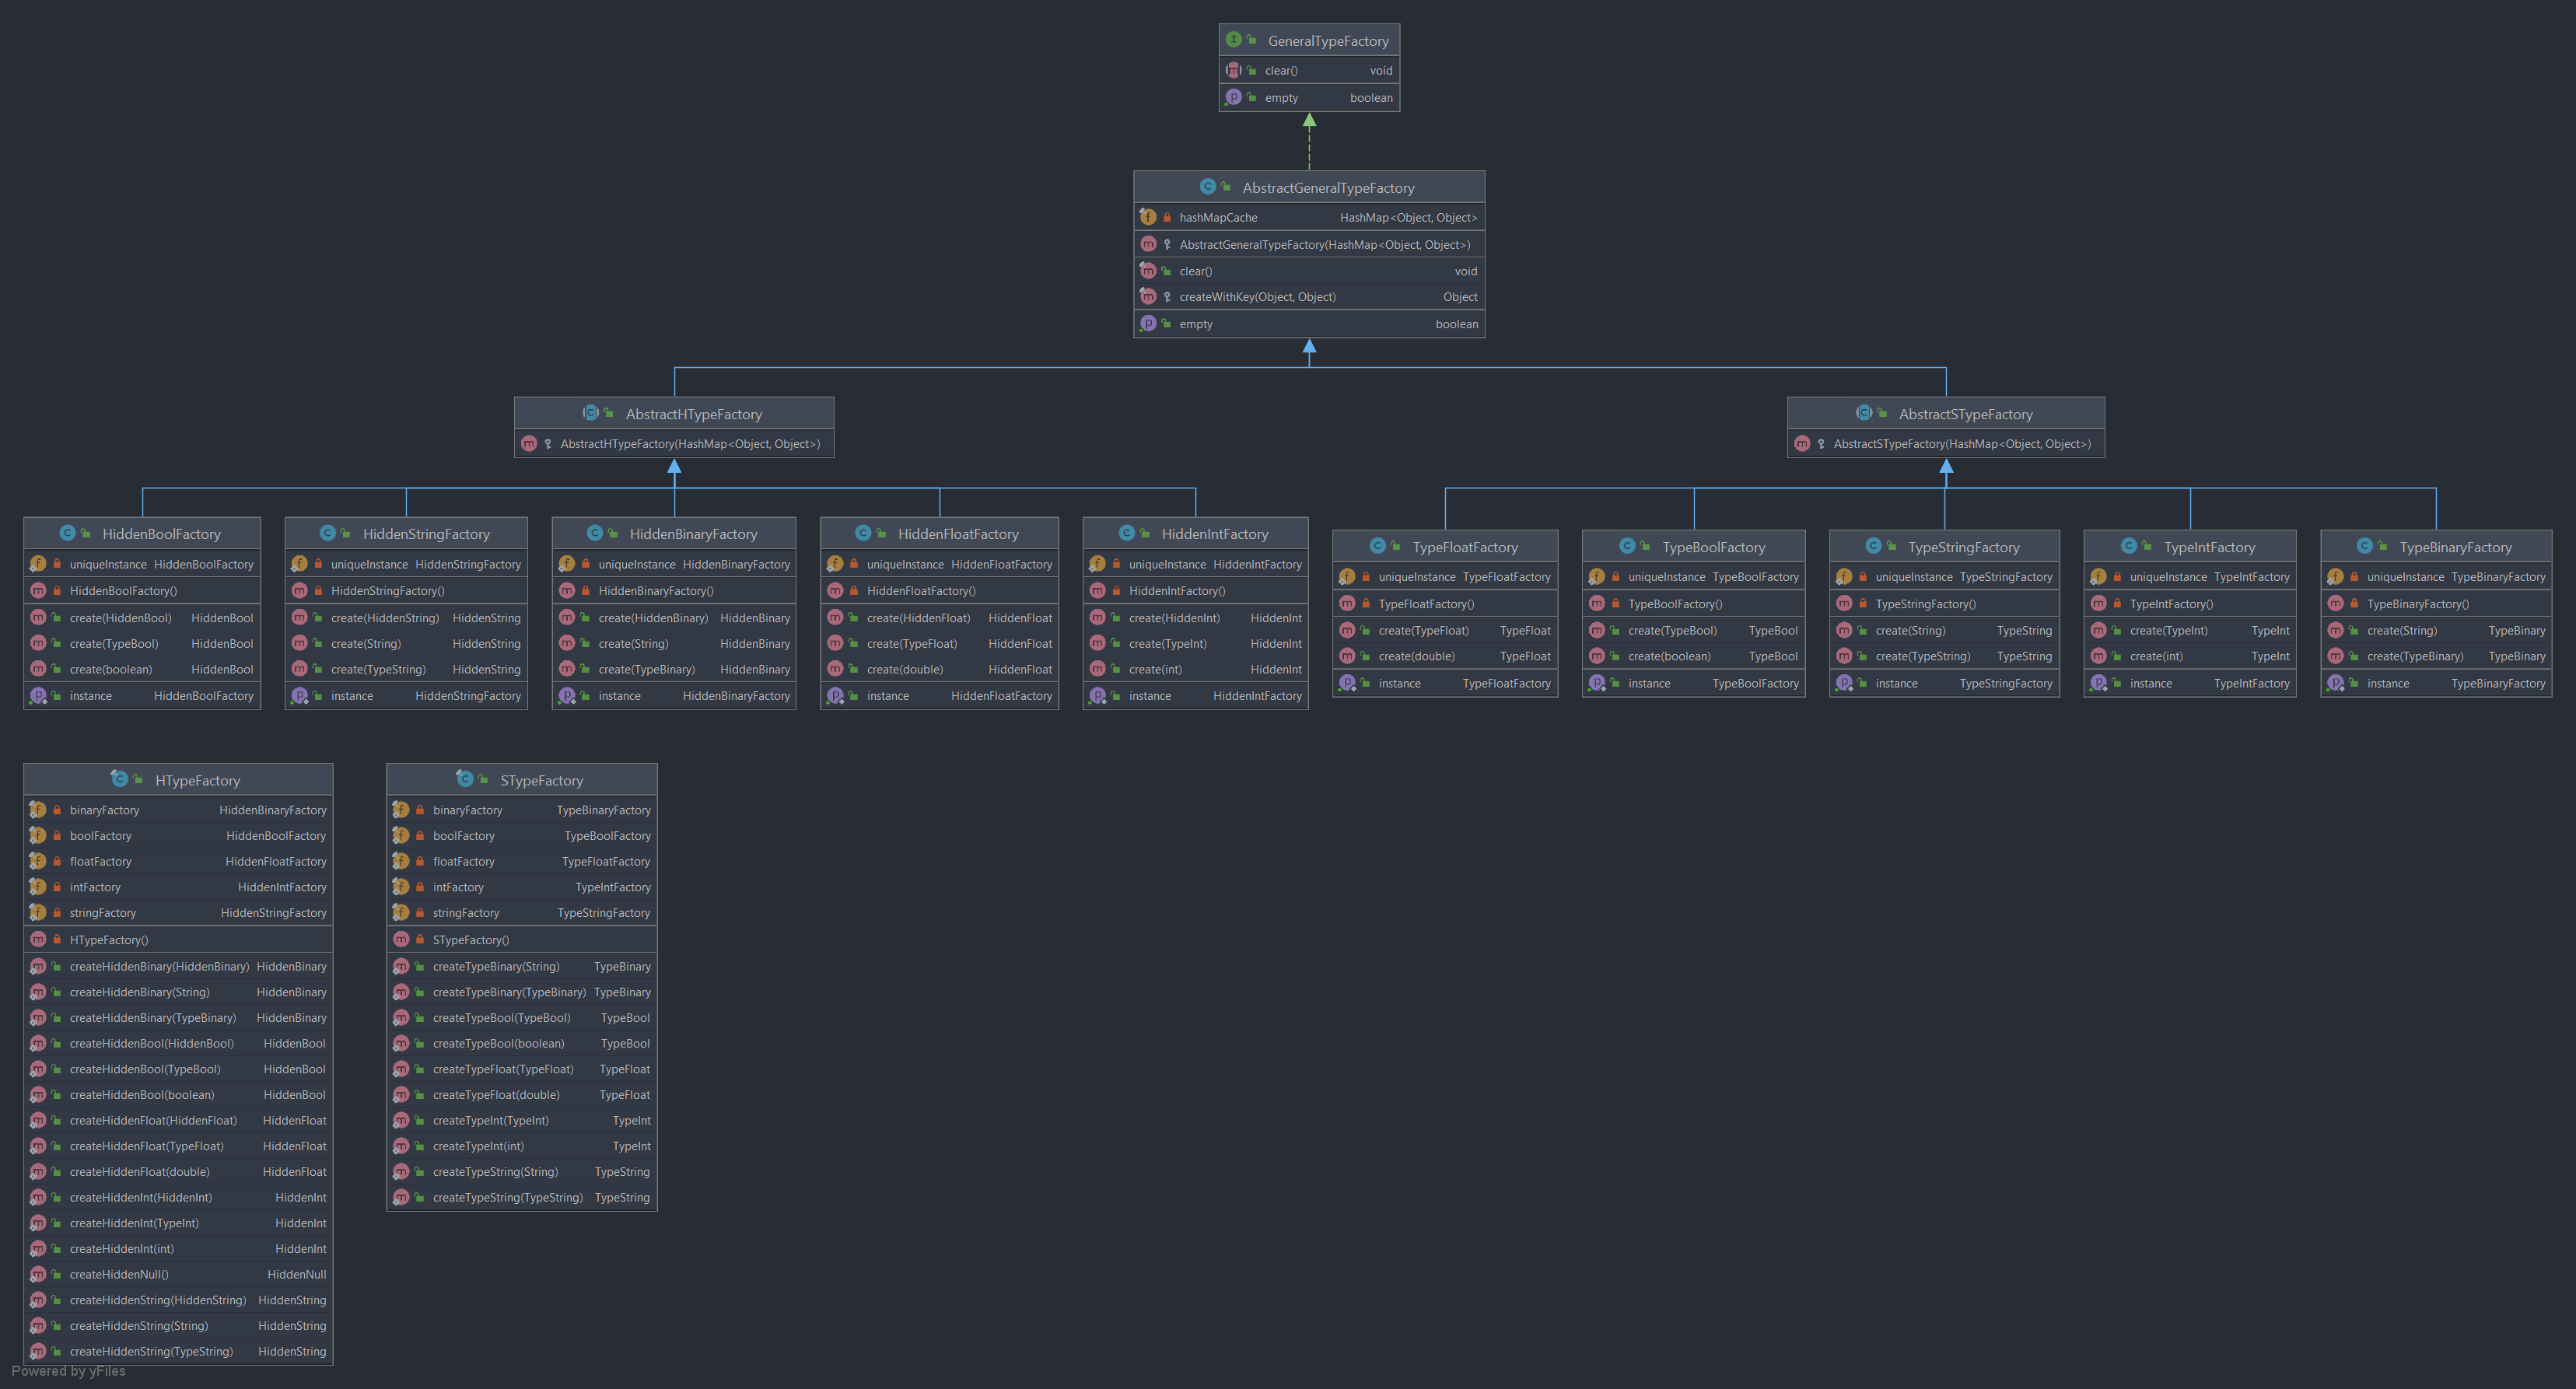 GeneralTypeFactory
clear() void
empty boolean
AbstractGeneralTypeFactory
hashMapCache HashMap<Object, Object>
AbstractGeneralTypeFactory(HashMap<Object, Object>)
clear() void
createWithKey(Object, Object) Object
empty boolean
AbstractHTypeFactory
AbstractHTypeFactory(HashMap<Object, Object>)
AbstractSTypeFactory
AbstractSTypeFactory(HashMap<Object, Object>)
HiddenBoolFactory
uniqueInstance HiddenBoolFactory
HiddenBoolFactory()
create(HiddenBool) HiddenBool
create(TypeBool) HiddenBool
create(boolean) HiddenBool
instance HiddenBoolFactory
HiddenStringFactory
uniqueInstance HiddenStringFactory
HiddenStringFactory()
create(HiddenString) HiddenString
create(String) HiddenString
create(TypeString) HiddenString
instance HiddenStringFactory
HiddenBinaryFactory
uniqueInstance HiddenBinaryFactory
HiddenBinaryFactory()
create(HiddenBinary) HiddenBinary
create(String) HiddenBinary
create(TypeBinary) HiddenBinary
instance HiddenBinaryFactory
HiddenFloatFactory
uniqueInstance HiddenFloatFactory
HiddenFloatFactory()
create(HiddenFloat) HiddenFloat
create(TypeFloat) HiddenFloat
create(double) HiddenFloat
instance HiddenFloatFactory
HiddenIntFactory
uniqueInstance HiddenIntFactory
HiddenIntFactory()
create(HiddenInt) HiddenInt
create(TypeInt) HiddenInt
create(int) HiddenInt
instance HiddenIntFactory
TypeFloatFactory
uniqueInstance TypeFloatFactory
TypeFloatFactory()
create(TypeFloat) TypeFloat
create(double) TypeFloat
instance TypeFloatFactory
TypeBoolFactory
uniqueInstance TypeBoolFactory
TypeBoolFactory()
create(TypeBool) TypeBool
create(boolean) TypeBool
instance TypeBoolFactory
TypeStringFactory
uniqueInstance TypeStringFactory
TypeStringFactory()
create(String) TypeString
create(TypeString) TypeString
instance TypeStringFactory
TypeIntFactory
uniqueInstance TypeIntFactory
TypeIntFactory()
create(TypeInt) TypeInt
create(int) TypeInt
instance TypeIntFactory
TypeBinaryFactory
uniqueInstance TypeBinaryFactory
TypeBinaryFactory()
create(String) TypeBinary
create(TypeBinary) TypeBinary
instance TypeBinaryFactory
HTypeFactory
binaryFactory HiddenBinaryFactory
boolFactory HiddenBoolFactory
floatFactory HiddenFloatFactory
intFactory HiddenIntFactory
stringFactory HiddenStringFactory
HTypeFactory()
createHiddenBinary(HiddenBinary) HiddenBinary
createHiddenBinary(String) HiddenBinary
createHiddenBinary(TypeBinary) HiddenBinary
createHiddenBool(HiddenBool) HiddenBool
createHiddenBool(TypeBool) HiddenBool
createHiddenBool(boolean) HiddenBool
createHiddenFloat(HiddenFloat) HiddenFloat
createHiddenFloat(TypeFloat) HiddenFloat
createHiddenFloat(double) HiddenFloat
createHiddenInt(HiddenInt) HiddenInt
createHiddenInt(TypeInt) HiddenInt
createHiddenInt(int) HiddenInt
createHiddenNull() HiddenNull
createHiddenString(HiddenString) HiddenString
createHiddenString(String) HiddenString
createHiddenString(TypeString) HiddenString
STypeFactory
binaryFactory TypeBinaryFactory
boolFactory TypeBoolFactory
floatFactory TypeFloatFactory
intFactory TypeIntFactory
stringFactory TypeStringFactory
STypeFactory()
createTypeBinary(String) TypeBinary
createTypeBinary(TypeBinary) TypeBinary
createTypeBool(TypeBool) TypeBool
createTypeBool(boolean) TypeBool
createTypeFloat(TypeFloat) TypeFloat
createTypeFloat(double) TypeFloat
createTypeInt(TypeInt) TypeInt
createTypeInt(int) TypeInt
createTypeString(String) TypeString
createTypeString(TypeString) TypeString
Powered by yFiles